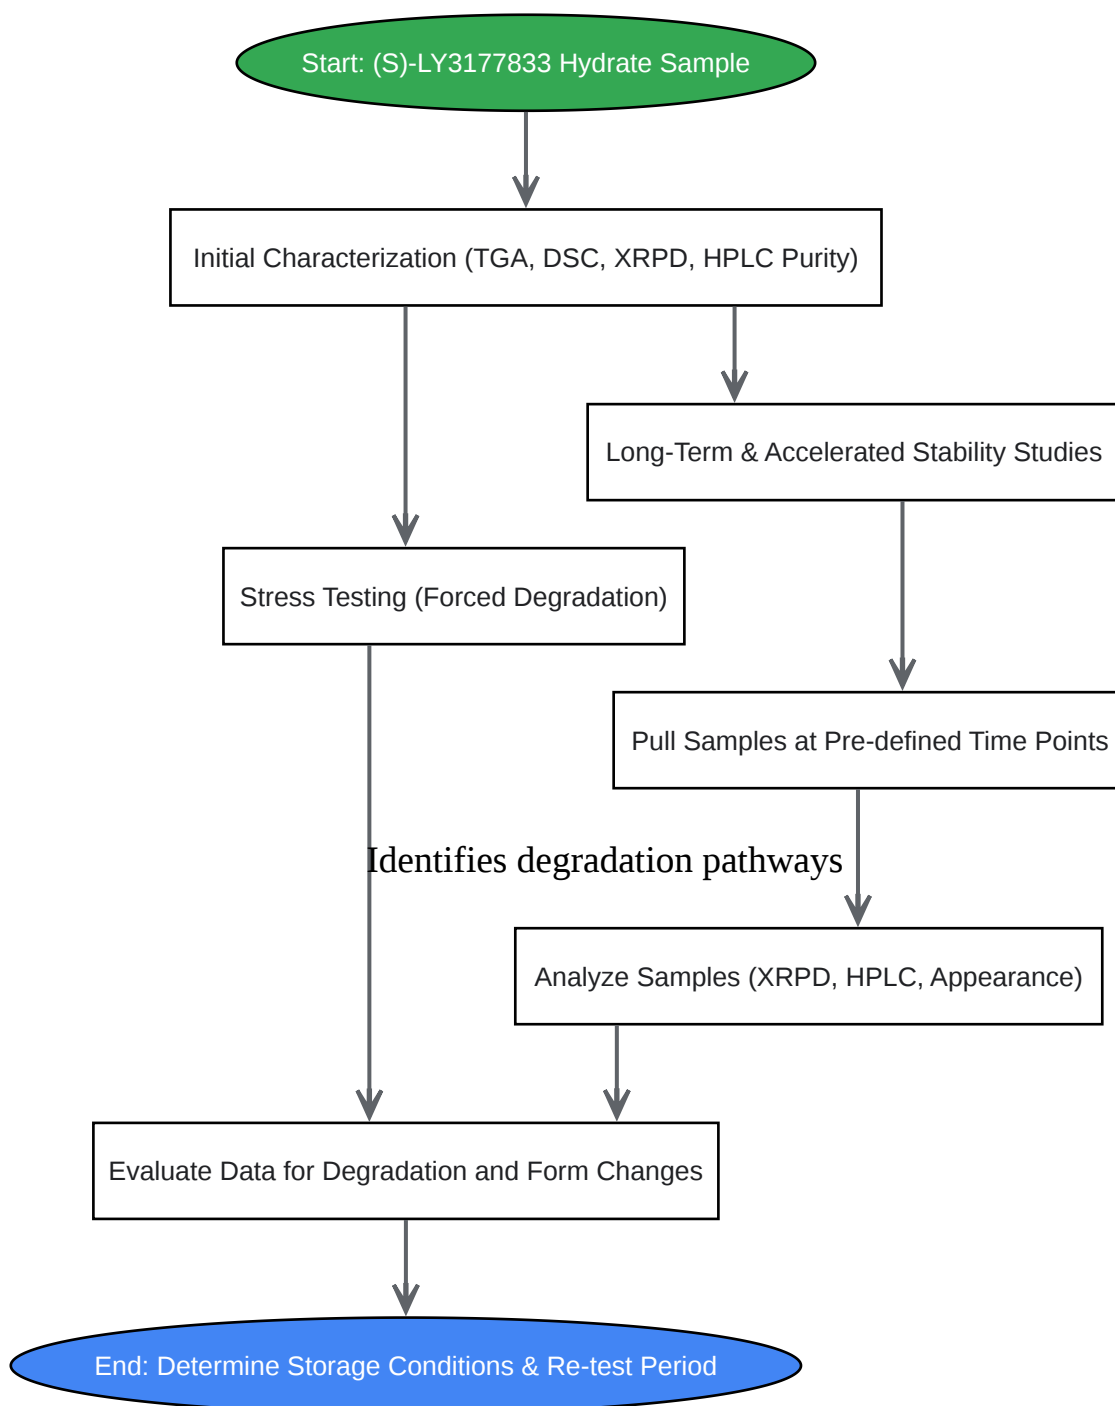 Start: (S)-LY3177833 Hydrate Sample
Initial Characterization (TGA, DSC, XRPD, HPLC Purity)
Long-Term & Accelerated Stability Studies
Stress Testing (Forced Degradation)
Pull Samples at Pre-defined Time Points
Identifies degradation pathways
Analyze Samples (XRPD, HPLC, Appearance)
Evaluate Data for Degradation and Form Changes
End: Determine Storage Conditions & Re-test Period